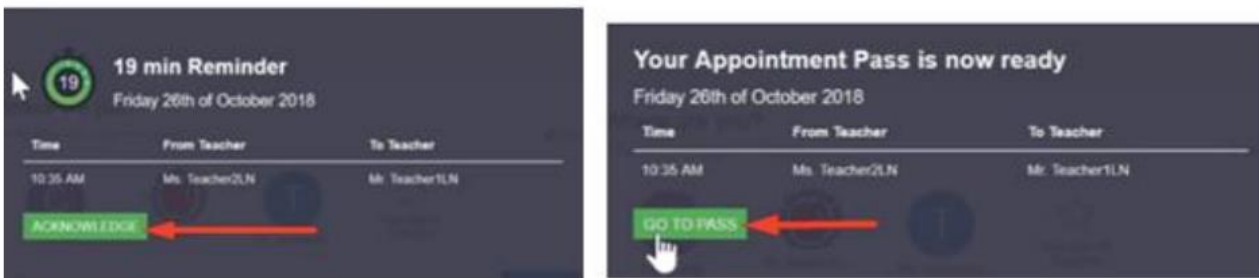 19 min Reminder
19
Friday 26th of October 2018
Time From Teacher To Teacher
10:35 AM Ms. Teacher2LN Mr. Teacher1LN
ACKNOWLEDGE
Your Appointment Pass is now ready
Friday 26th of October 2018
Time From Teacher To Teacher
10:35 AM Ms. Teacher2LN Mr. Teacher1LN
GO TO PASS